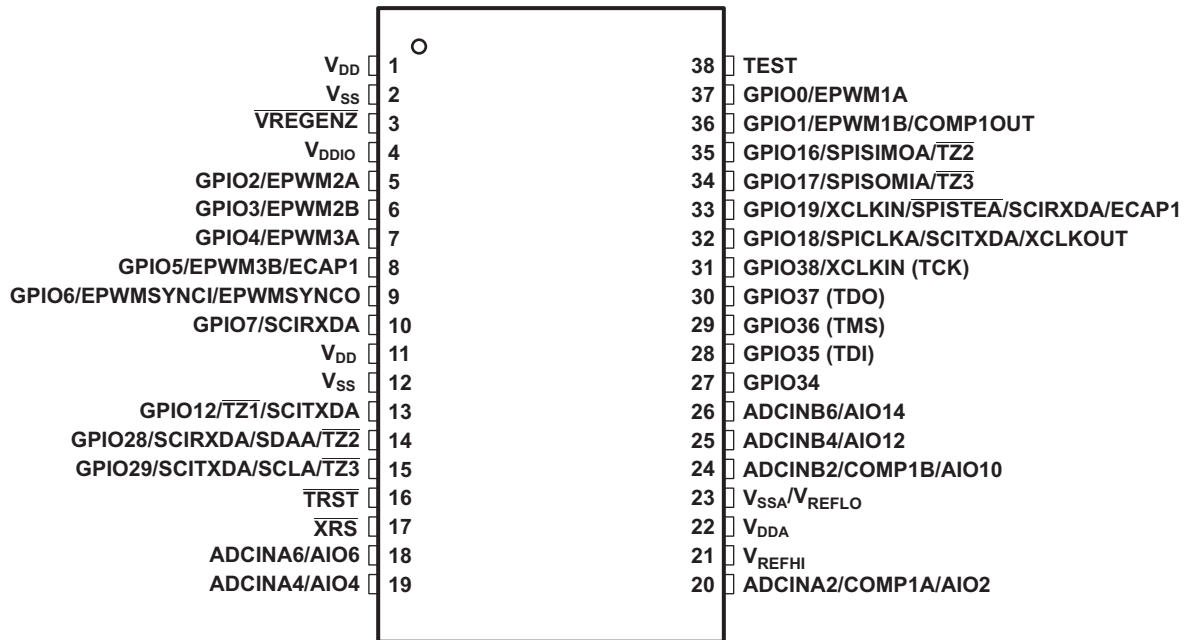 V_DD 1 38 TEST
V_SS 2 37 GPIO0/EPWM1A
VREGENZ 3 36 GPIO1/EPWM1B/COMP1OUT
V_DDIO 4 35 GPIO16/SPISIMOA/TZ2
GPIO2/EPWM2A 5 34 GPIO17/SPISOMIA/TZ3
GPIO3/EPWM2B 6 33 GPIO19/XCLKIN/SPISTEA/SCIRXDA/ECAP1
GPIO4/EPWM3A 7 32 GPIO18/SPICLKA/SCITXDA/XCLKOUT
GPIO5/EPWM3B/ECAP1 8 31 GPIO38/XCLKIN (TCK)
GPIO6/EPWMSYNCI/EPWMSYNCO 9 30 GPIO37 (TDO)
GPIO7/SCIRXDA 10 29 GPIO36 (TMS)
V_DD 11 28 GPIO35 (TDI)
V_SS 12 27 GPIO34
GPIO12/TZ1/SCITXDA 13 26 ADCINB6/AIO14
GPIO28/SCIRXDA/SDAA/TZ2 14 25 ADCINB4/AIO12
GPIO29/SCITXDA/SCLA/TZ3 15 24 ADCINB2/COMP1B/AIO10
TRST 16 23 V_SSA/V_REFLO
XRS 17 22 V_DDA
ADCINA6/AIO6 18 21 V_REFHI
ADCINA4/AIO4 19 20 ADCINA2/COMP1A/AIO2